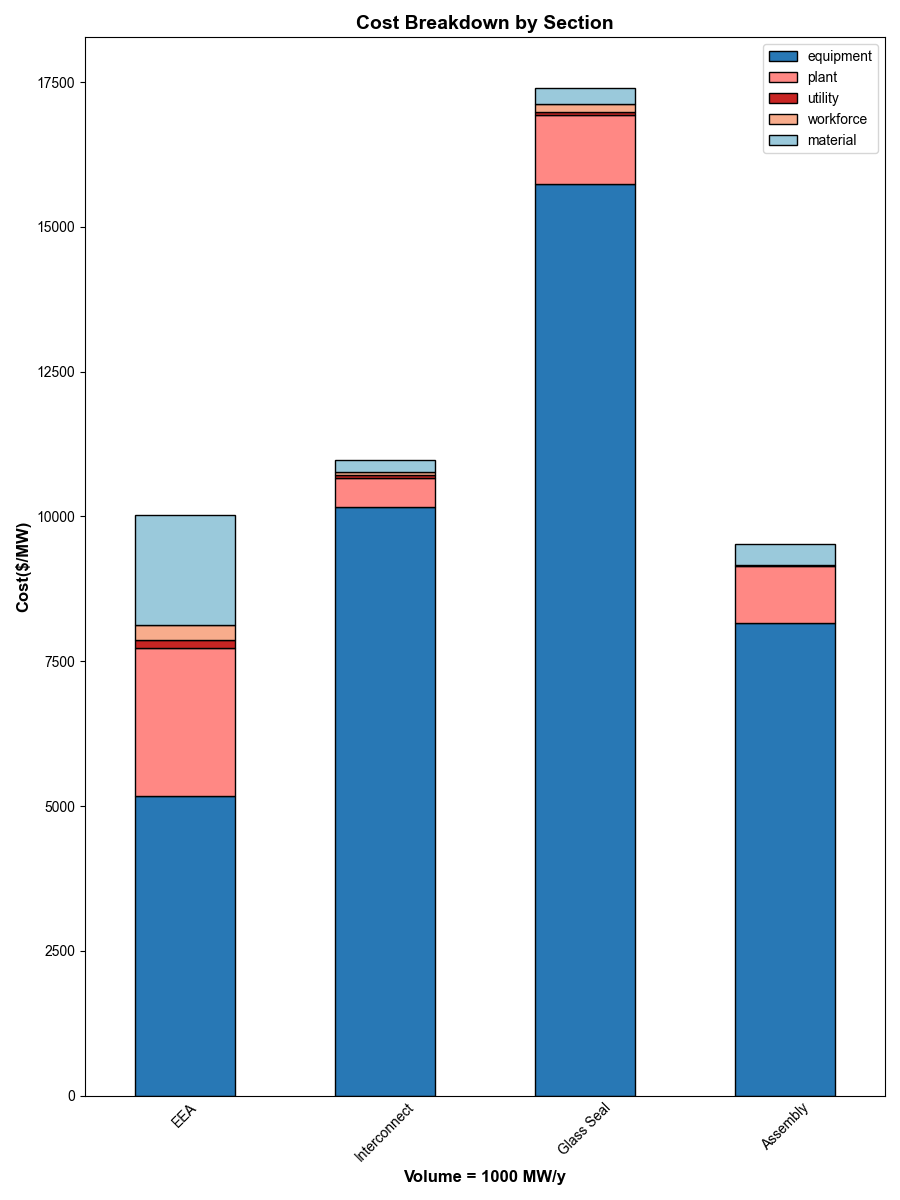 Cost Breakdown by Section
equipment
plant
utility
workforce
material
Cost($/MW)
17500
15000
12500
10000
7500
5000
2500
0
EEA
Interconnect
Glass Seal
Assembly
Volume = 1000 MW/y